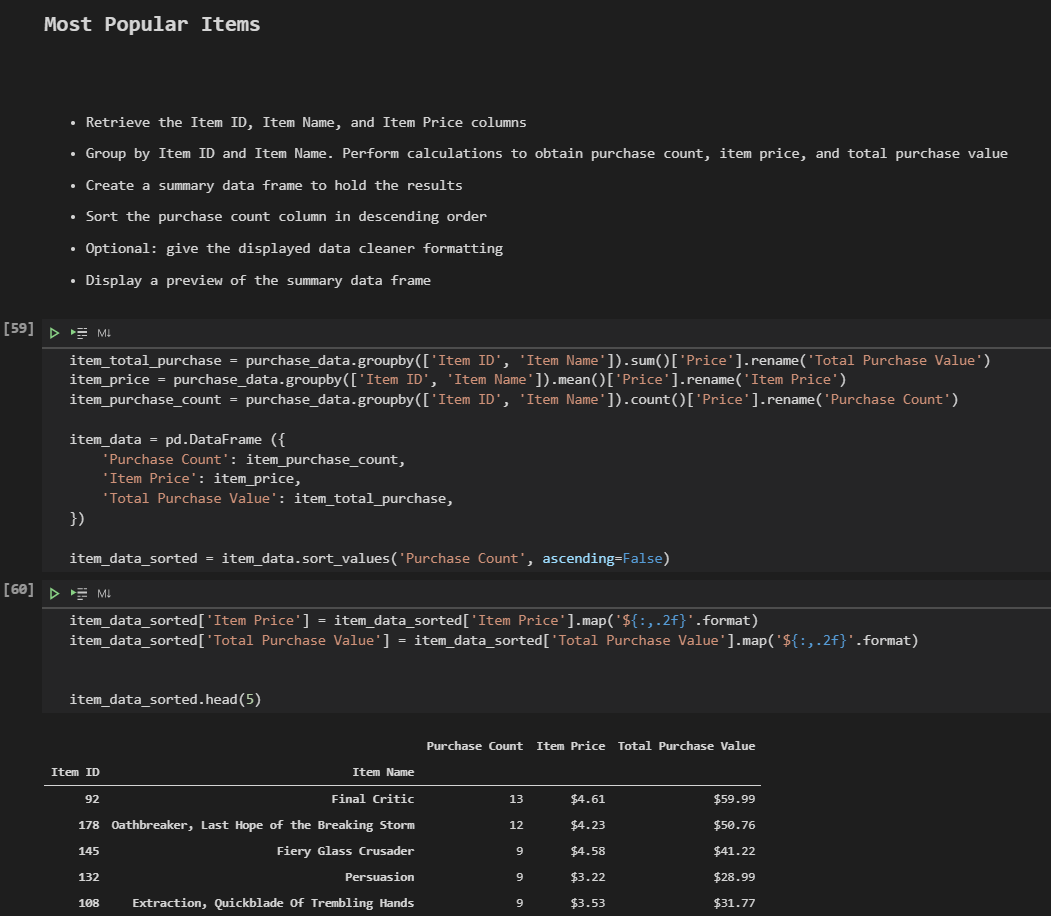 Most Popular Items
• Retrieve the Item ID, Item Name, and Item Price columns
• Group by Item ID and Item Name. Perform calculations to obtain purchase count, item price, and total purchase value
• Create a summary data frame to hold the results
• Sort the purchase count column in descending order
• Optional: give the displayed data cleaner formatting
• Display a preview of the summary data frame
[59]
M↓
item_total_purchase = purchase_data.groupby(['Item ID', 'Item Name']).sum()['Price'].rename('Total Purchase Value')
item_price = purchase_data.groupby(['Item ID', 'Item Name']).mean()['Price'].rename('Item Price')
item_purchase_count = purchase_data.groupby(['Item ID', 'Item Name']).count()['Price'].rename('Purchase Count')
item_data = pd.DataFrame ({
    'Purchase Count': item_purchase_count,
    'Item Price': item_price,
    'Total Purchase Value': item_total_purchase,
})
item_data_sorted = item_data.sort_values('Purchase Count', ascending=False)
[60]
M↓
item_data_sorted['Item Price'] = item_data_sorted['Item Price'].map('${:,.2f}'.format)
item_data_sorted['Total Purchase Value'] = item_data_sorted['Total Purchase Value'].map('${:,.2f}'.format)
item_data_sorted.head(5)
Purchase Count Item Price Total Purchase Value
Item ID Item Name
92 Final Critic 13 $4.61 $59.99
178 Oathbreaker, Last Hope of the Breaking Storm 12 $4.23 $50.76
145 Fiery Glass Crusader 9 $4.58 $41.22
132 Persuasion 9 $3.22 $28.99
108 Extraction, Quickblade Of Trembling Hands 9 $3.53 $31.77